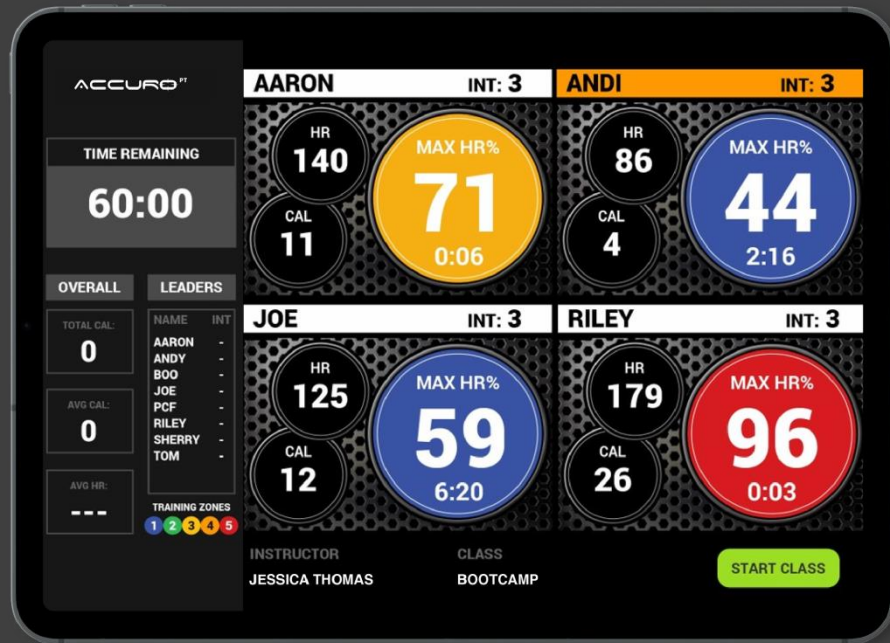 ACCURO PT
TIME REMAINING
60:00
OVERALL
TOTAL CAL:
0
AVG CAL:
0
AVG HR:
---
LEADERS
NAME INT
AARON -
ANDY -
BOO -
JOE -
PCF -
RILEY -
SHERRY -
TOM -
TRAINING ZONES
1 2 3 4 5
AARON INT: 3
HR
140
CAL
11
MAX HR%
71
0:06
ANDI INT: 3
HR
86
CAL
4
MAX HR%
44
2:16
JOE INT: 3
HR
125
CAL
12
MAX HR%
59
6:20
RILEY INT: 3
HR
179
CAL
26
MAX HR%
96
0:03
INSTRUCTOR
JESSICA THOMAS
CLASS
BOOTCAMP
START CLASS